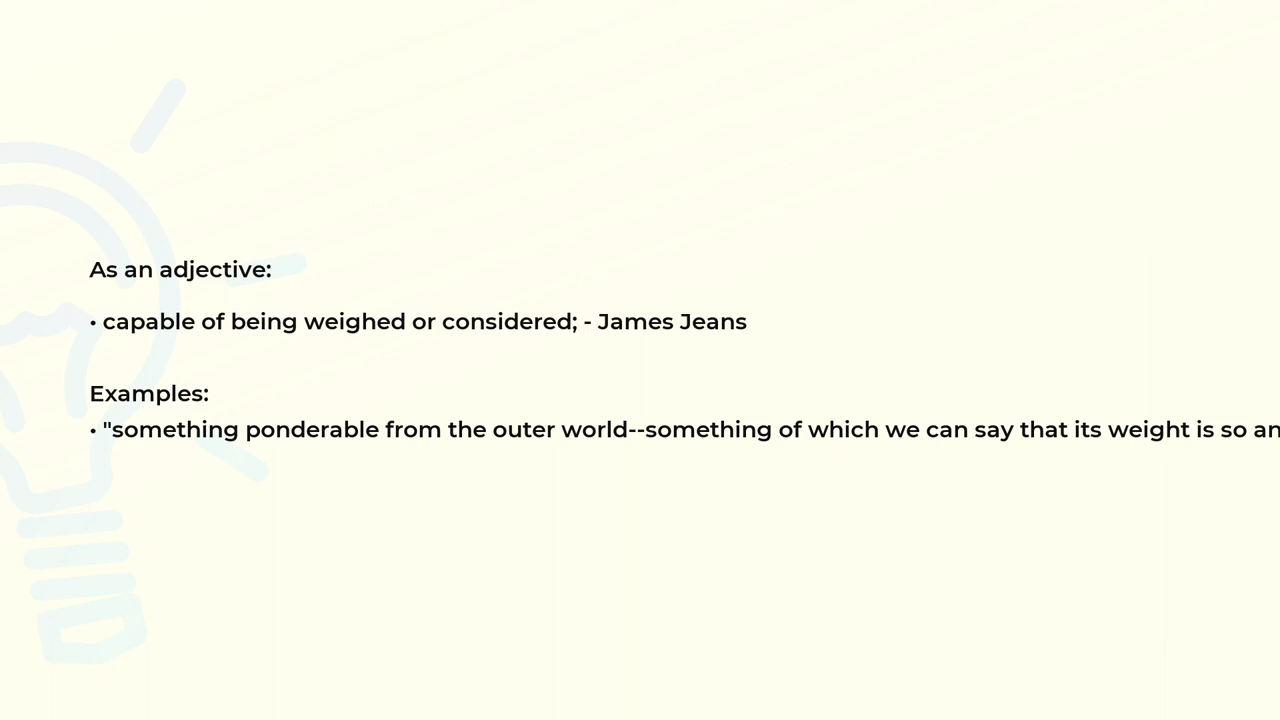 As an adjective:
• capable of being weighed or considered; - James Jeans
Examples:
• "something ponderable from the outer world--something of which we can say that its weight is so an